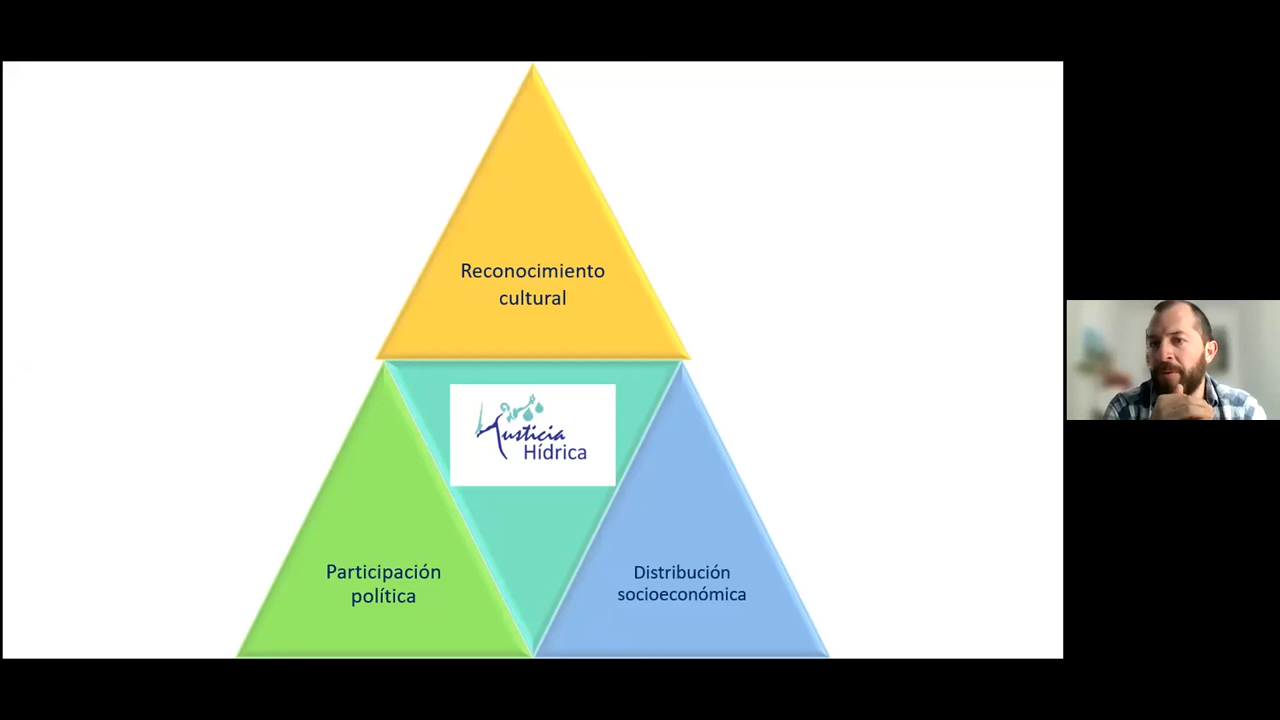 Reconocimiento
cultural
Justicia
Hídrica
Participación
política
Distribución
socioeconómica